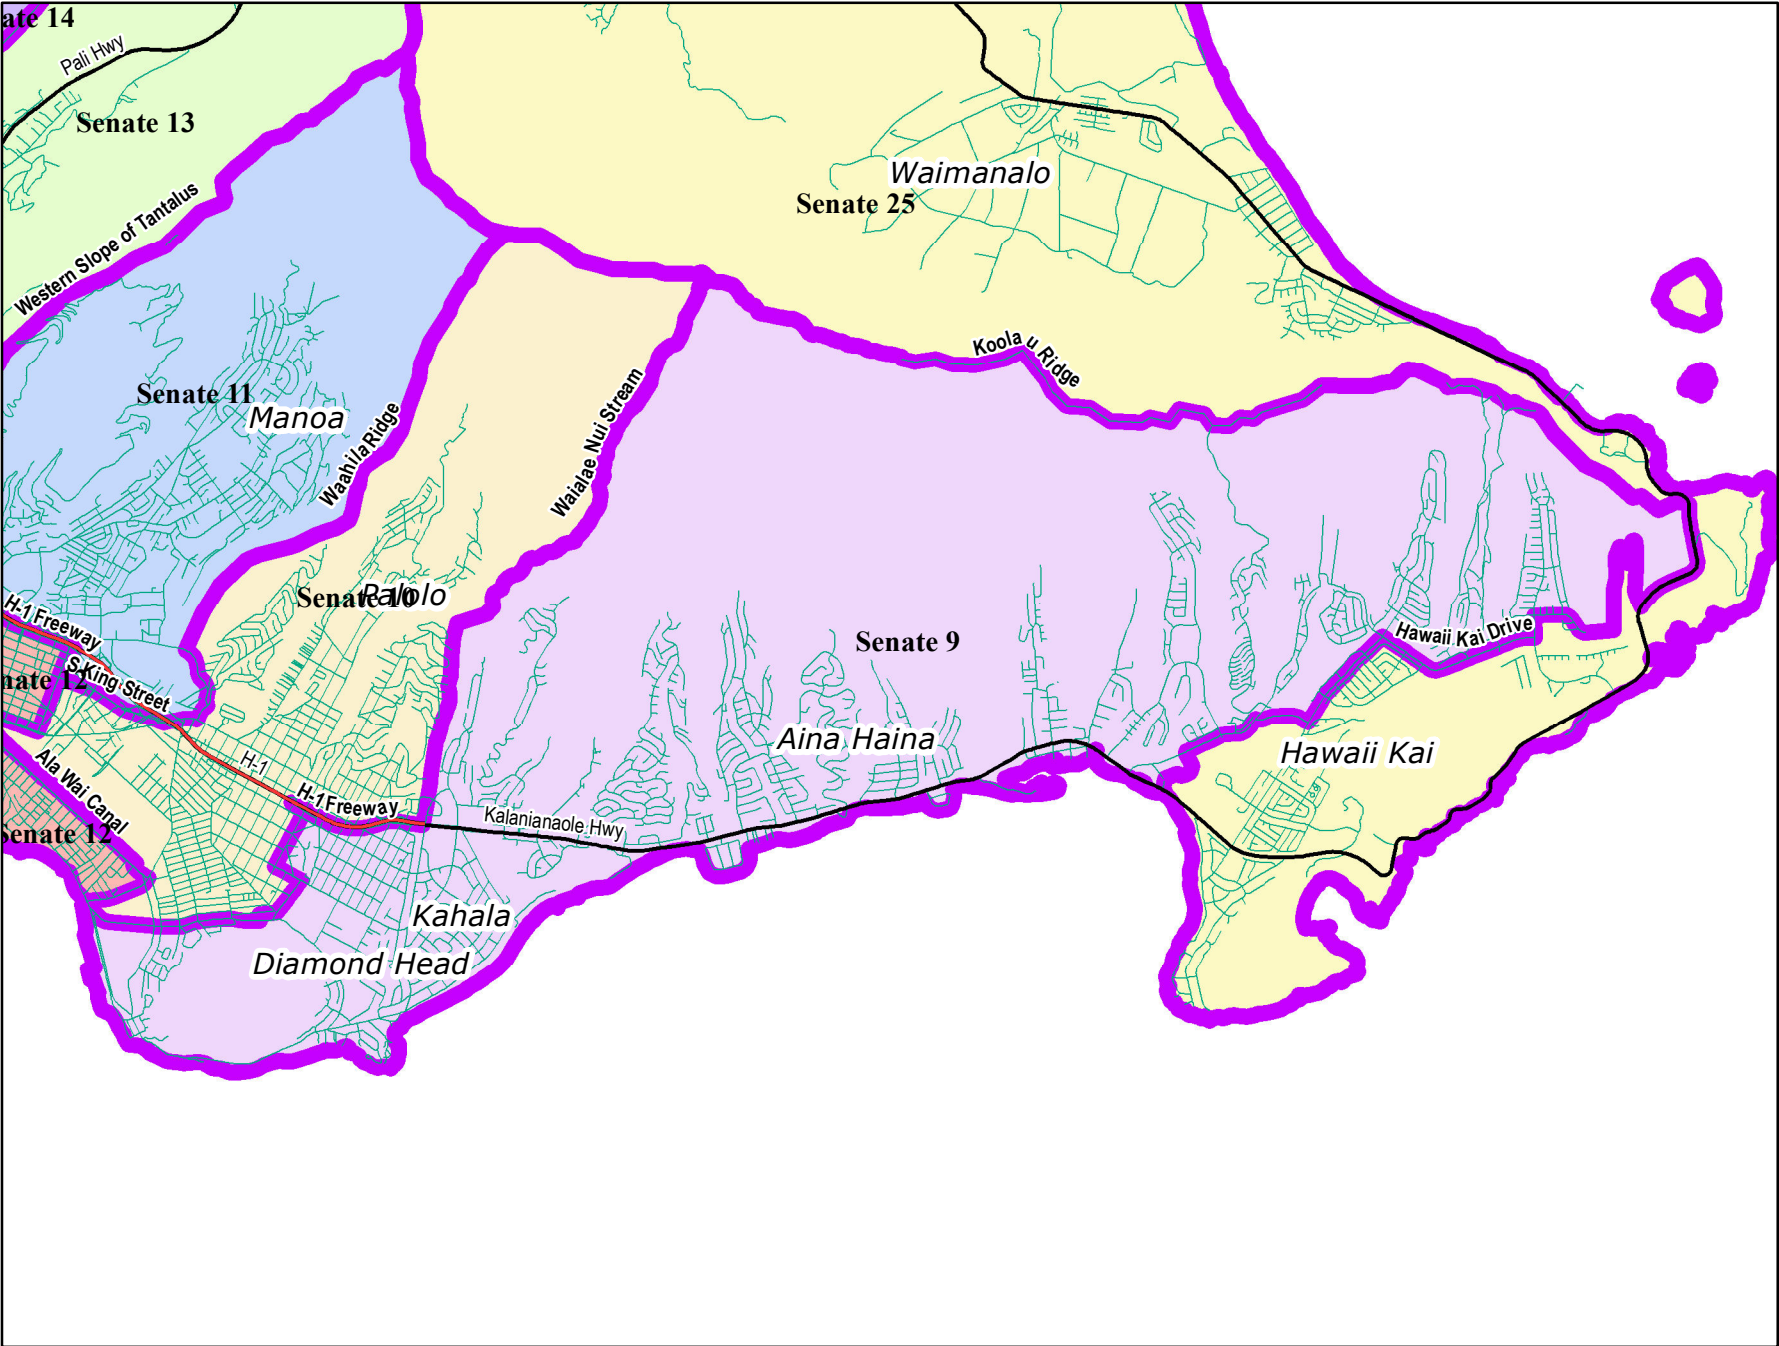 ate 14
Pali Hwy
Senate 13
Waimanalo
Senate 25
Western Slope of Tantalus
Koola u Ridge
Senate 11
Manoa
Waahila Ridge
Waialae Nui Stream
Senate 10
Palolo
H-1 Freeway
Senate 9
Hawaii Kai Drive
S King Street
nate 12
Aina Haina
Hawaii Kai
H-1
Ala Wai Canal
H-1 Freeway
Kalanianaole Hwy
Senate 12
Kahala
Diamond Head